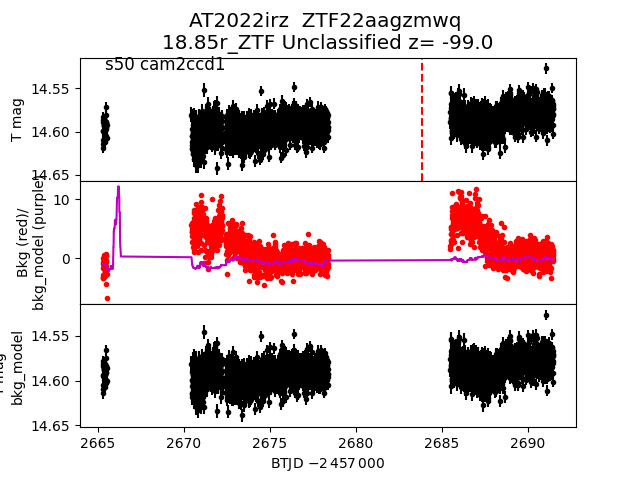 AT2022irz  ZTF22aagzmwq
18.85r_ZTF Unclassified z= -99.0
s50 cam2ccd1
T mag
14.55
14.60
14.65
Bkg (red)/
bkg_model (purple)
10
0
mag
bkg_model
14.55
14.60
14.65
2665 2670 2675 2680 2685 2690
BTJD −2 457 000